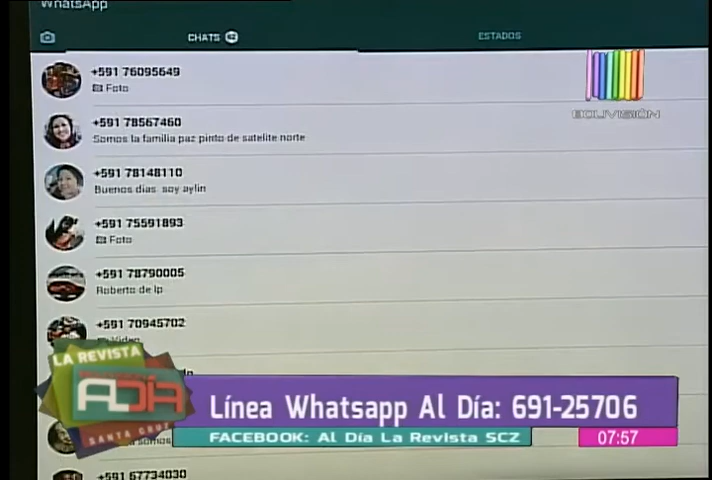 WhatsApp
CHATS
ESTADOS
+591 76095649
Foto
BOLIVISIÓN
+591 78567460
Somos la familia paz pinto de satelite norte
+591 78148110
Buenos dias soy aylin
+591 75591893
Foto
+591 78790005
Roberto de lp
+591 70945702
Video
LA REVISTA
AL DÍA
SANTA CRUZ
Línea Whatsapp Al Día: 691-25706
somos
FACEBOOK: Al Día La Revista SCZ
07:57
+591 67734030